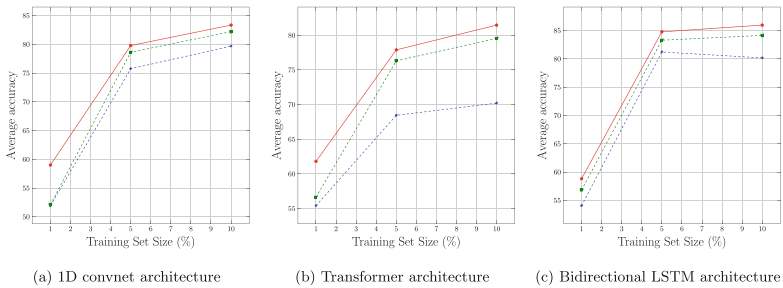 85
80
75
70
65
60
55
50
Average accuracy
1 2 3 4 5 6 7 8 9 10
Training Set Size (%)
(a) 1D convnet architecture
80
75
70
65
60
55
Average accuracy
1 2 3 4 5 6 7 8 9 10
Training Set Size (%)
(b) Transformer architecture
85
80
75
70
65
60
55
Average accuracy
1 2 3 4 5 6 7 8 9 10
Training Set Size (%)
(c) Bidirectional LSTM architecture